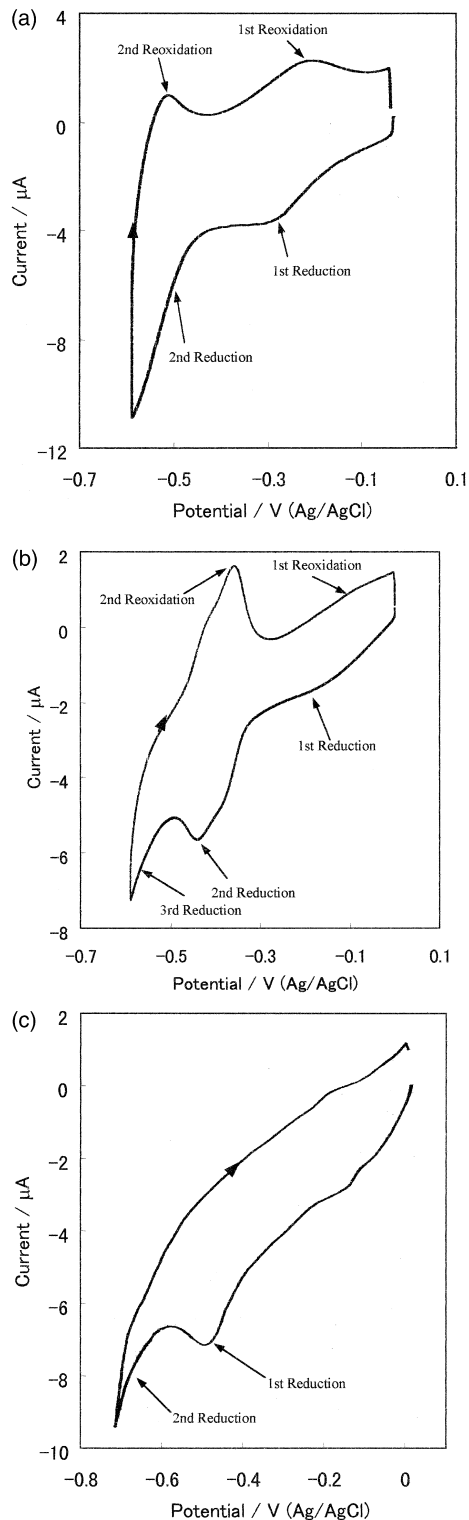 (a)
4
1st Reoxidation
2nd Reoxidation
0
Current / μA
-4
1st Reduction
2nd Reduction
-8
-12
-0.7 -0.5 -0.3 -0.1 0.1
Potential / V (Ag/AgCl)
(b)
2
1st Reoxidation
2nd Reoxidation
0
Current / μA
-2
1st Reduction
-4
-6
2nd Reduction
3rd Reduction
-8
-0.7 -0.5 -0.3 -0.1 0.1
Potential / V (Ag/AgCl)
(c)
2
0
-2
Current / μA
-4
-6
1st Reduction
-8
2nd Reduction
-10
-0.8 -0.6 -0.4 -0.2 0
Potential / V (Ag/AgCl)